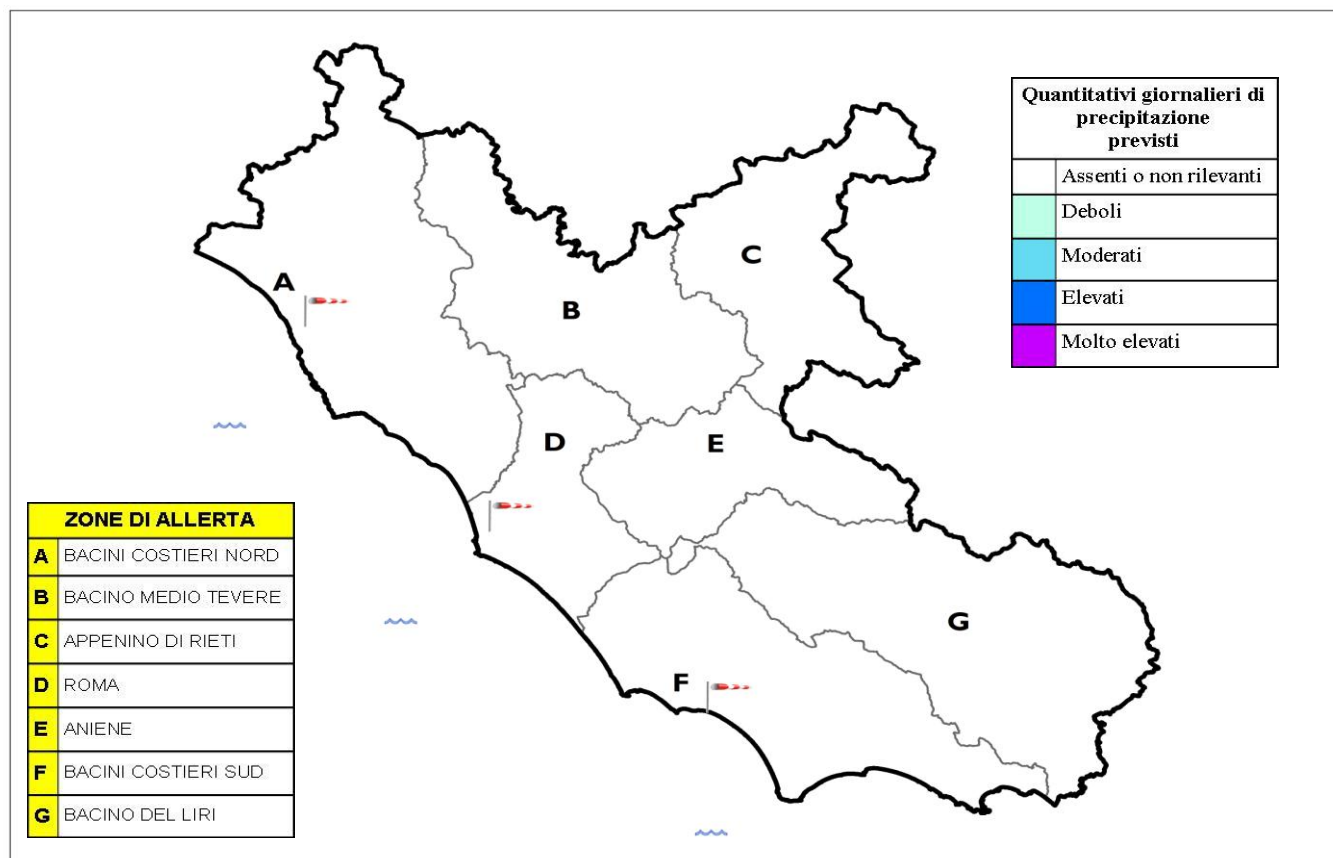 Quantitativi giornalieri di
precipitazione
previsti
Assenti o non rilevanti
Deboli
Moderati
Elevati
Molto elevati
A
B
C
D
E
F
G
ZONE DI ALLERTA
A BACINI COSTIERI NORD
B BACINO MEDIO TEVERE
C APPENINO DI RIETI
D ROMA
E ANIENE
F BACINI COSTIERI SUD
G BACINO DEL LIRI